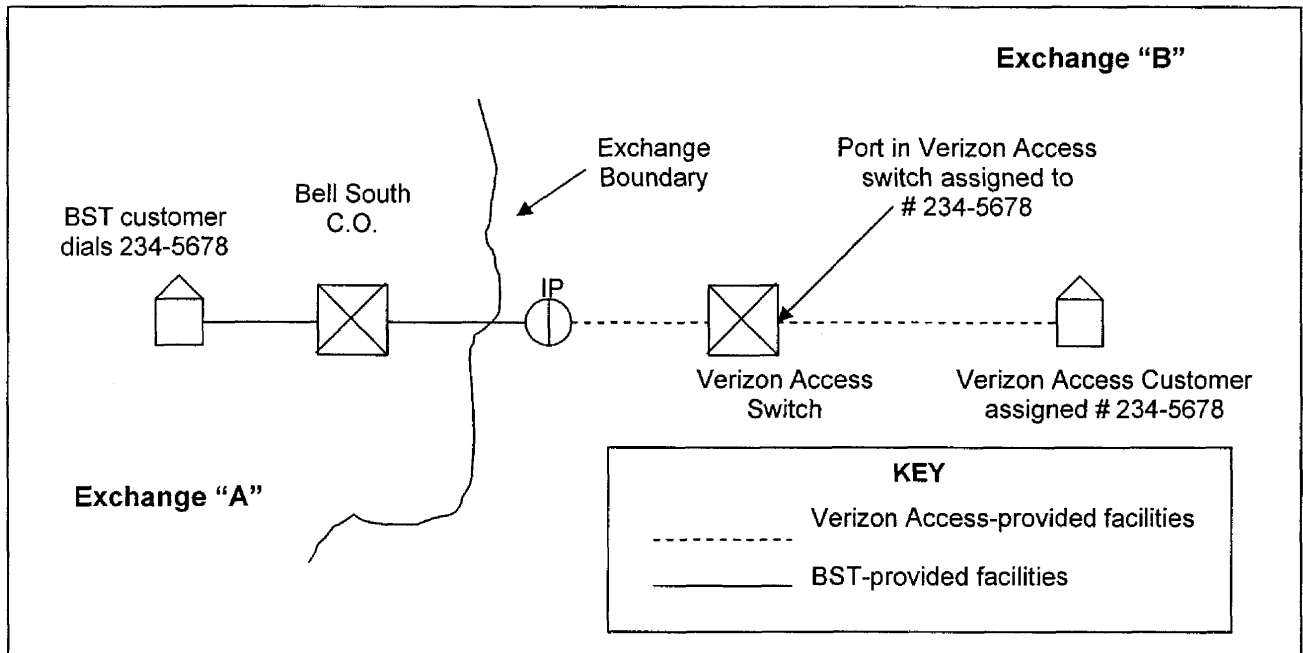 Exchange "B"
Exchange
Boundary
Port in Verizon Access
switch assigned to
# 234-5678
Bell South
C.O.
BST customer
dials 234-5678
IP
Verizon Access
Switch
Verizon Access Customer
assigned # 234-5678
Exchange "A"
KEY
Verizon Access-provided facilities
BST-provided facilities